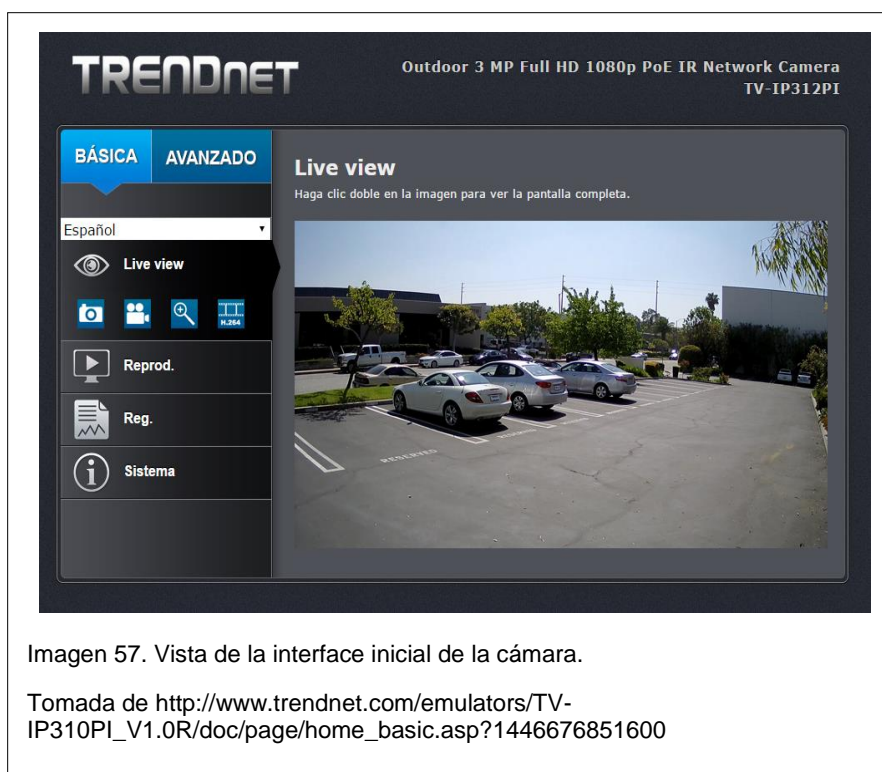 TRENDnet
Outdoor 3 MP Full HD 1080p PoE IR Network Camera
TV-IP312PI
BÁSICA
AVANZADO
Live view
Haga clic doble en la imagen para ver la pantalla completa.
Español
Live view
H.264
Reprod.
Reg.
Sistema
RESERVED
Imagen 57. Vista de la interface inicial de la cámara.
Tomada de http://www.trendnet.com/emulators/TV-
IP310PI_V1.0R/doc/page/home_basic.asp?1446676851600